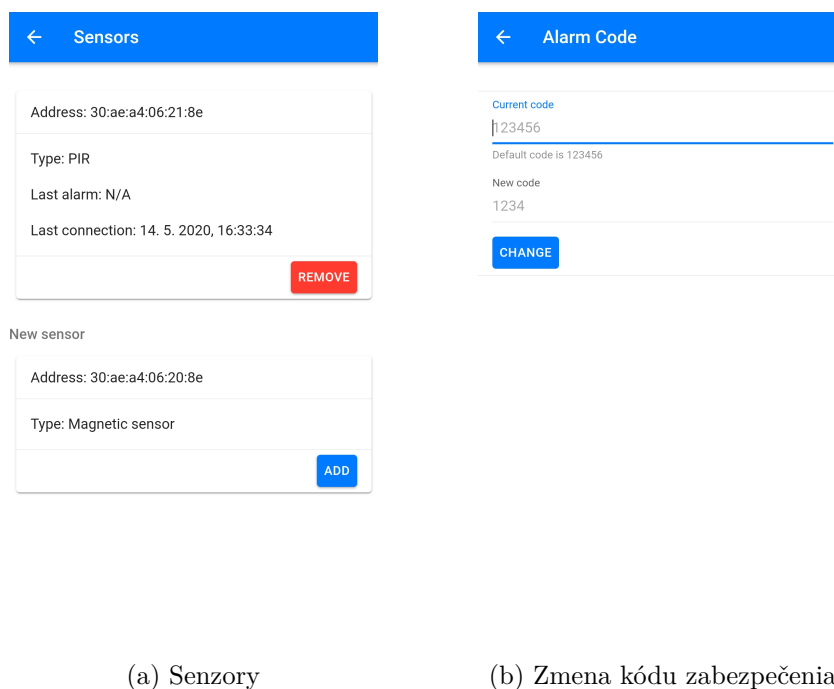 Sensors
Address: 30:ae:a4:06:21:8e
Type: PIR
Last alarm: N/A
Last connection: 14. 5. 2020, 16:33:34
REMOVE
New sensor
Address: 30:ae:a4:06:20:8e
Type: Magnetic sensor
ADD
(a) Senzory
Alarm Code
Current code
123456
Default code is 123456
New code
1234
CHANGE
(b) Zmena kódu zabezpečenia